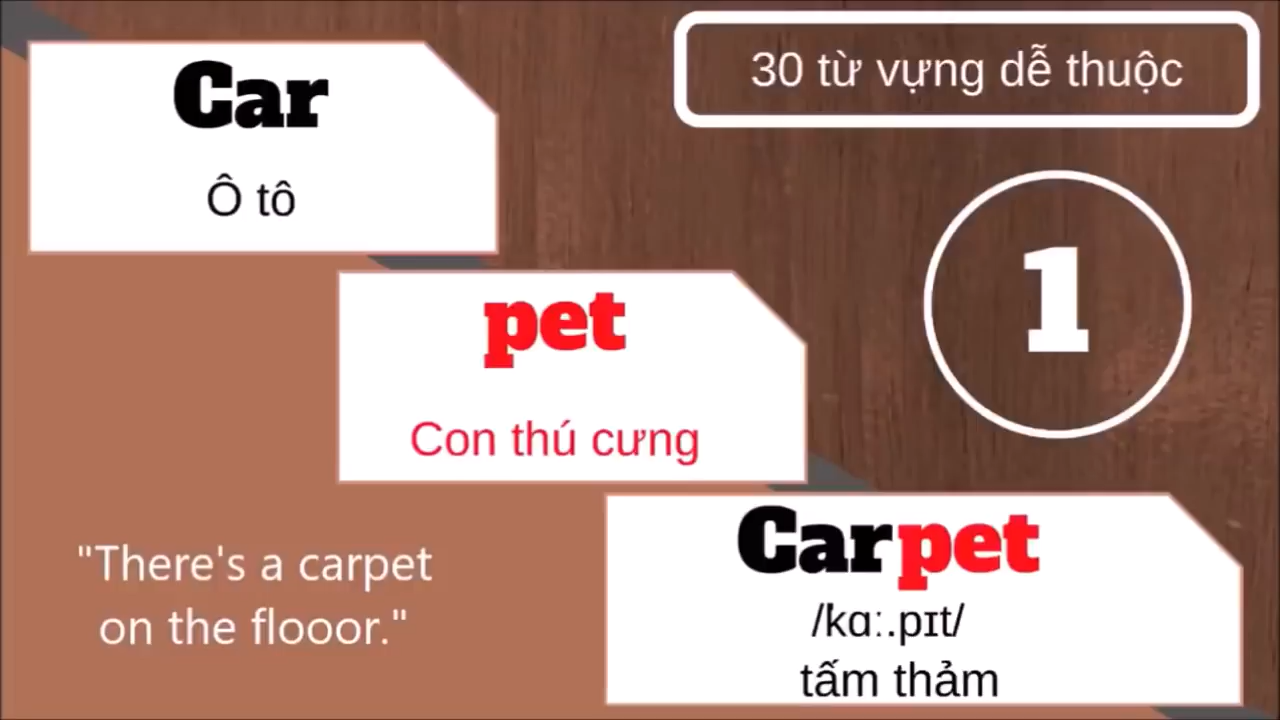 Car
Ô tô
30 từ vựng dễ thuộc
1
pet
Con thú cưng
Carpet
/kɑː.pɪt/
tấm thảm
"There's a carpet
on the flooor."